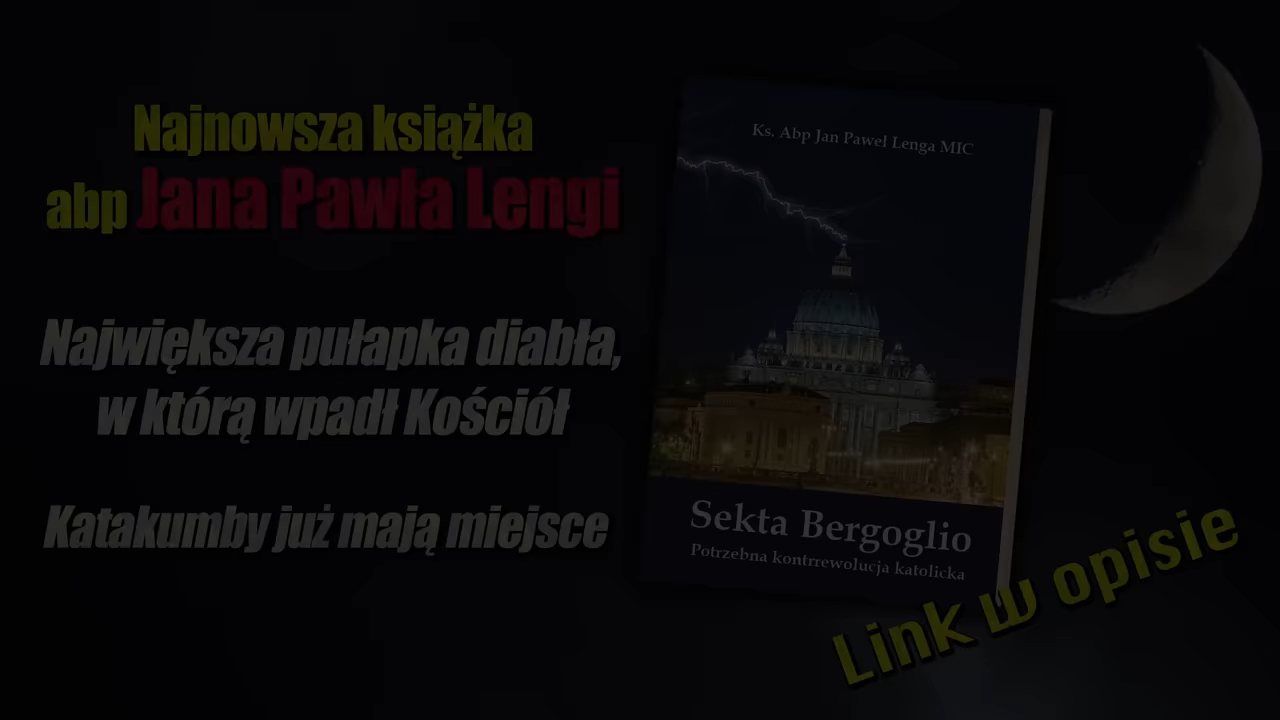 Najnowsza książka
abp Jana Pawła Lengi
Największa pułapka diabła,
w którą wpadł Kościół
Katakumby już mają miejsce
Ks. Abp Jan Paweł Lenga MIC
Sekta Bergoglio
Potrzebna kontrrewolucja katolicka
Link w opisie